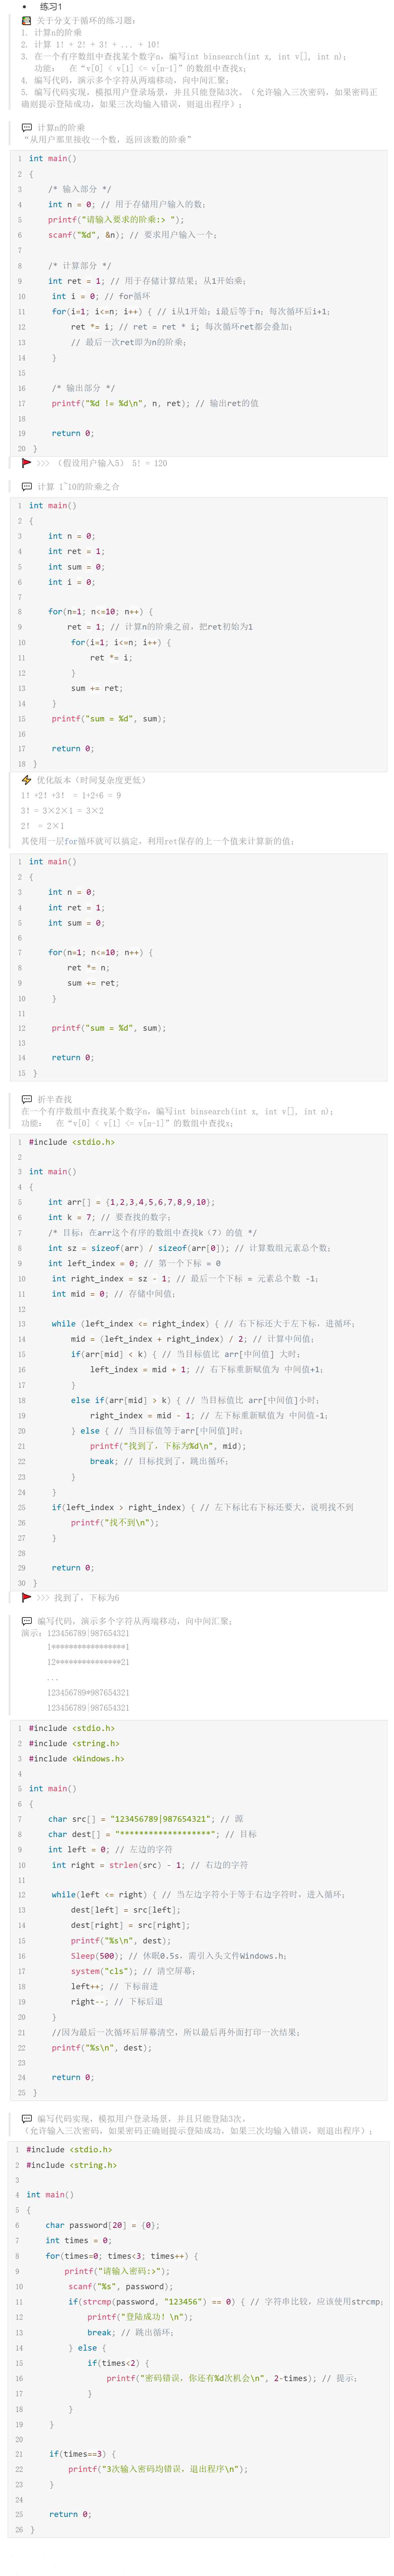 • 练习1
关于分支于循环的练习题：
1. 计算n的阶乘
2. 计算 1！+ 2！+ 3！+ ... + 10！
3. 在一个有序数组中查找某个数字n，编写int binsearch(int x, int v[], int n);
功能： 在“v[0] < v[1] <= v[n-1]”的数组中查找x;
4. 编写代码，演示多个字符从两端移动，向中间汇聚；
5. 编写代码实现，模拟用户登录场景，并且只能登陆3次。（允许输入三次密码，如果密码正
确则提示登陆成功，如果三次均输入错误，则退出程序）；
计算n的阶乘
“从用户那里接收一个数，返回该数的阶乘”
1 int main()
2 {
3 /* 输入部分 */
4 int n = 0; // 用于存储用户输入的数；
5 printf("请输入要求的阶乘:> ");
6 scanf("%d", &n); // 要求用户输入一个；
7
8 /* 计算部分 */
9 int ret = 1; // 用于存储计算结果；从1开始乘；
10 int i = 0; // for循环
11 for(i=1; i<=n; i++) { // i从1开始；i最后等于n；每次循环后i+1；
12 ret *= i; // ret = ret * i; 每次循环ret都会叠加；
13 // 最后一次ret即为n的阶乘；
14 }
15
16 /* 输出部分 */
17 printf("%d != %d\n", n, ret); // 输出ret的值
18
19 return 0;
20 }
>>> （假设用户输入5） 5！= 120
计算 1~10的阶乘之合
1 int main()
2 {
3 int n = 0;
4 int ret = 1;
5 int sum = 0;
6 int i = 0;
7
8 for(n=1; n<=10; n++) {
9 ret = 1; // 计算n的阶乘之前，把ret初始为1
10 for(i=1; i<=n; i++) {
11 ret *= i;
12 }
13 sum += ret;
14 }
15 printf("sum = %d", sum);
16
17 return 0;
18 }
优化版本（时间复杂度更低）
1！+2！+3！ = 1+2+6 = 9
3！= 3×2×1 = 3×2
2！ = 2×1
其使用一层for循环就可以搞定，利用ret保存的上一个值来计算新的值；
1 int main()
2 {
3 int n = 0;
4 int ret = 1;
5 int sum = 0;
6
7 for(n=1; n<=10; n++) {
8 ret *= n;
9 sum += ret;
10 }
11
12 printf("sum = %d", sum);
13
14 return 0;
15 }
折半查找
在一个有序数组中查找某个数字n，编写int binsearch(int x, int v[], int n);
功能： 在“v[0] < v[1] <= v[n-1]”的数组中查找x;
1 #include <stdio.h>
2
3 int main()
4 {
5 int arr[] = {1,2,3,4,5,6,7,8,9,10};
6 int k = 7; // 要查找的数字；
7 /* 目标：在arr这个有序的数组中查找k（7）的值 */
8 int sz = sizeof(arr) / sizeof(arr[0]); // 计算数组元素总个数；
9 int left_index = 0; // 第一个下标 = 0
10 int right_index = sz - 1; // 最后一个下标 = 元素总个数 -1；
11 int mid = 0; // 存储中间值；
12
13 while (left_index <= right_index) { // 右下标还大于左下标，进循环；
14 mid = (left_index + right_index) / 2; // 计算中间值；
15 if(arr[mid] < k) { // 当目标值比 arr[中间值] 大时；
16 left_index = mid + 1; // 右下标重新赋值为 中间值+1；
17 }
18 else if(arr[mid] > k) { // 当目标值比 arr[中间值]小时；
19 right_index = mid - 1; // 左下标重新赋值为 中间值-1；
20 } else { // 当目标值等于arr[中间值]时；
21 printf("找到了，下标为%d\n", mid);
22 break; // 目标找到了，跳出循环；
23 }
24 }
25 if(left_index > right_index) { // 左下标比右下标还要大，说明找不到
26 printf("找不到\n");
27 }
28
29 return 0;
30 }
>>> 找到了，下标为6
编写代码，演示多个字符从两端移动，向中间汇聚；
演示：123456789|987654321
1*****************1
12***************21
...
123456789*987654321
123456789|987654321
1 #include <stdio.h>
2 #include <string.h>
3 #include <Windows.h>
4
5 int main()
6 {
7 char src[] = "123456789|987654321"; // 源
8 char dest[] = "*******************"; // 目标
9 int left = 0; // 左边的字符
10 int right = strlen(src) - 1; // 右边的字符
11
12 while(left <= right) { // 当左边字符小于等于右边字符时，进入循环；
13 dest[left] = src[left];
14 dest[right] = src[right];
15 printf("%s\n", dest);
16 Sleep(500); // 休眠0.5s，需引入头文件Windows.h；
17 system("cls"); // 清空屏幕；
18 left++; // 下标前进
19 right--; // 下标后退
20 }
21 //因为最后一次循环后屏幕清空，所以最后再外面打印一次结果；
22 printf("%s\n", dest);
23
24 return 0;
25 }
编写代码实现，模拟用户登录场景，并且只能登陆3次。
（允许输入三次密码，如果密码正确则提示登陆成功，如果三次均输入错误，则退出程序）；
1 #include <stdio.h>
2 #include <string.h>
3
4 int main()
5 {
6 char password[20] = {0};
7 int times = 0;
8 for(times=0; times<3; times++) {
9 printf("请输入密码:>");
10 scanf("%s", password);
11 if(strcmp(password, "123456") == 0) { // 字符串比较，应该使用strcmp；
12 printf("登陆成功！\n");
13 break; // 跳出循环；
14 } else {
15 if(times<2) {
16 printf("密码错误，你还有%d次机会\n", 2-times); // 提示；
17 }
18 }
19 }
20
21 if(times==3) {
22 printf("3次输入密码均错误，退出程序\n");
23 }
24
25 return 0;
26 }